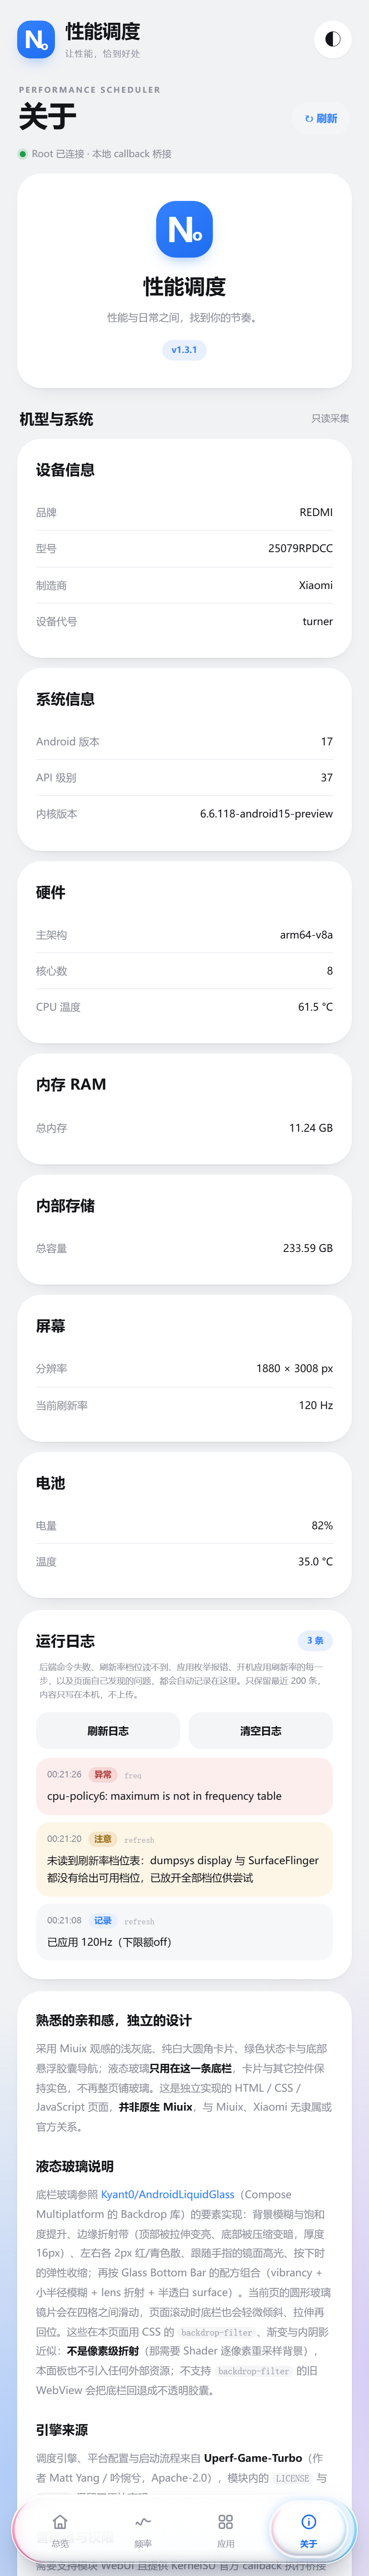 No
性能调度
让性能，恰到好处
PERFORMANCE SCHEDULER
关于
↻ 刷新
Root 已连接 · 本地 callback 桥接
No
性能调度
性能与日常之间，找到你的节奏。
v1.3.1
机型与系统
只读采集
设备信息
品牌 REDMI
型号 25079RPDCC
制造商 Xiaomi
设备代号 turner
系统信息
Android 版本 17
API 级别 37
内核版本 6.6.118-android15-preview
硬件
主架构 arm64-v8a
核心数 8
CPU 温度 61.5 °C
内存 RAM
总内存 11.24 GB
内部存储
总容量 233.59 GB
屏幕
分辨率 1880 × 3008 px
当前刷新率 120 Hz
电池
电量 82%
温度 35.0 °C
运行日志
3 条
后端命令失败、刷新率档位读不到、应用枚举报错、开机应用刷新率的每一
步，以及页面自己发现的问题，都会自动记录在这里。只保留最近 200 条，
内容只写在本机，不上传。
刷新日志 清空日志
00:21:26 异常 freq
cpu-policy6: maximum is not in frequency table
00:21:20 注意 refresh
未读到刷新率档位表：dumpsys display 与 SurfaceFlinger
都没有给出可用档位，已放开全部档位供尝试
00:21:08 记录 refresh
已应用 120Hz（下限额off）
熟悉的亲和感，独立的设计
采用 Miuix 观感的浅灰底、纯白大圆角卡片、绿色状态卡与底部
悬浮胶囊导航；液态玻璃只用在这一条底栏，卡片与其它控件保
持实色，不再整页铺玻璃。这是独立实现的 HTML / CSS /
JavaScript 页面，并非原生 Miuix，与 Miuix、Xiaomi 无隶属或
官方关系。
液态玻璃说明
底栏玻璃参照 Kyant0/AndroidLiquidGlass（Compose
Multiplatform 的 Backdrop 库）的要素实现：背景模糊与饱和
度提升、边缘折射带（顶部被拉伸变亮、底部被压缩变暗，厚度
16px）、左右各 2px 红/青色散、跟随手指的镜面高光、按下时
的弹性收缩；再按 Glass Bottom Bar 的配方组合（vibrancy +
小半径模糊 + lens 折射 + 半透白 surface）。当前页的圆形玻璃
镜片会在四格之间滑动，页面滚动时底栏也会轻微倾斜、拉伸再
回位。这些在本页面用 CSS 的 backdrop-filter、渐变与内阴影
近似：不是像素级折射（那需要 Shader 逐像素重采样背景），
本面板也不引入任何外部资源；不支持 backdrop-filter 的旧
WebView 会把底栏回退成不透明胶囊。
引擎来源
调度引擎、平台配置与启动流程来自 Uperf-Game-Turbo（作
者 Matt Yang / 吟惋兮，Apache-2.0），模块内的 LICENSE 与
总览 频率 应用 关于
需要支持模块 WebUI 且提供 KernelSU 官方 callback 执行桥接